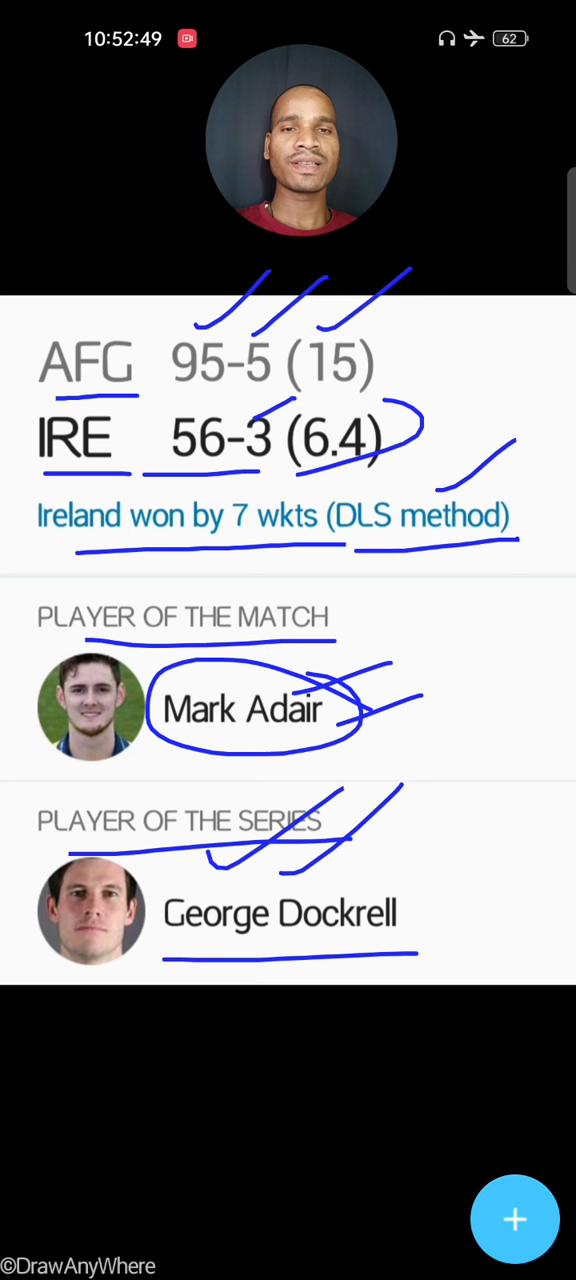 10:52:49
62
AFG 95-5 (15)
IRE 56-3 (6.4)
Ireland won by 7 wkts (DLS method)
PLAYER OF THE MATCH
Mark Adair
PLAYER OF THE SERIES
George Dockrell
+
©DrawAnyWhere